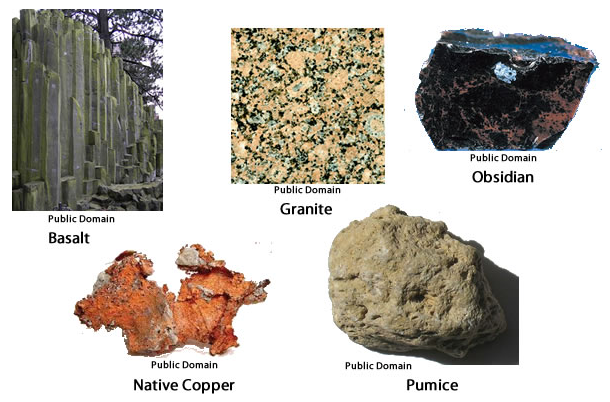 Public Domain
Basalt
Public Domain
Granite
Public Domain
Obsidian
Public Domain
Native Copper
Public Domain
Pumice